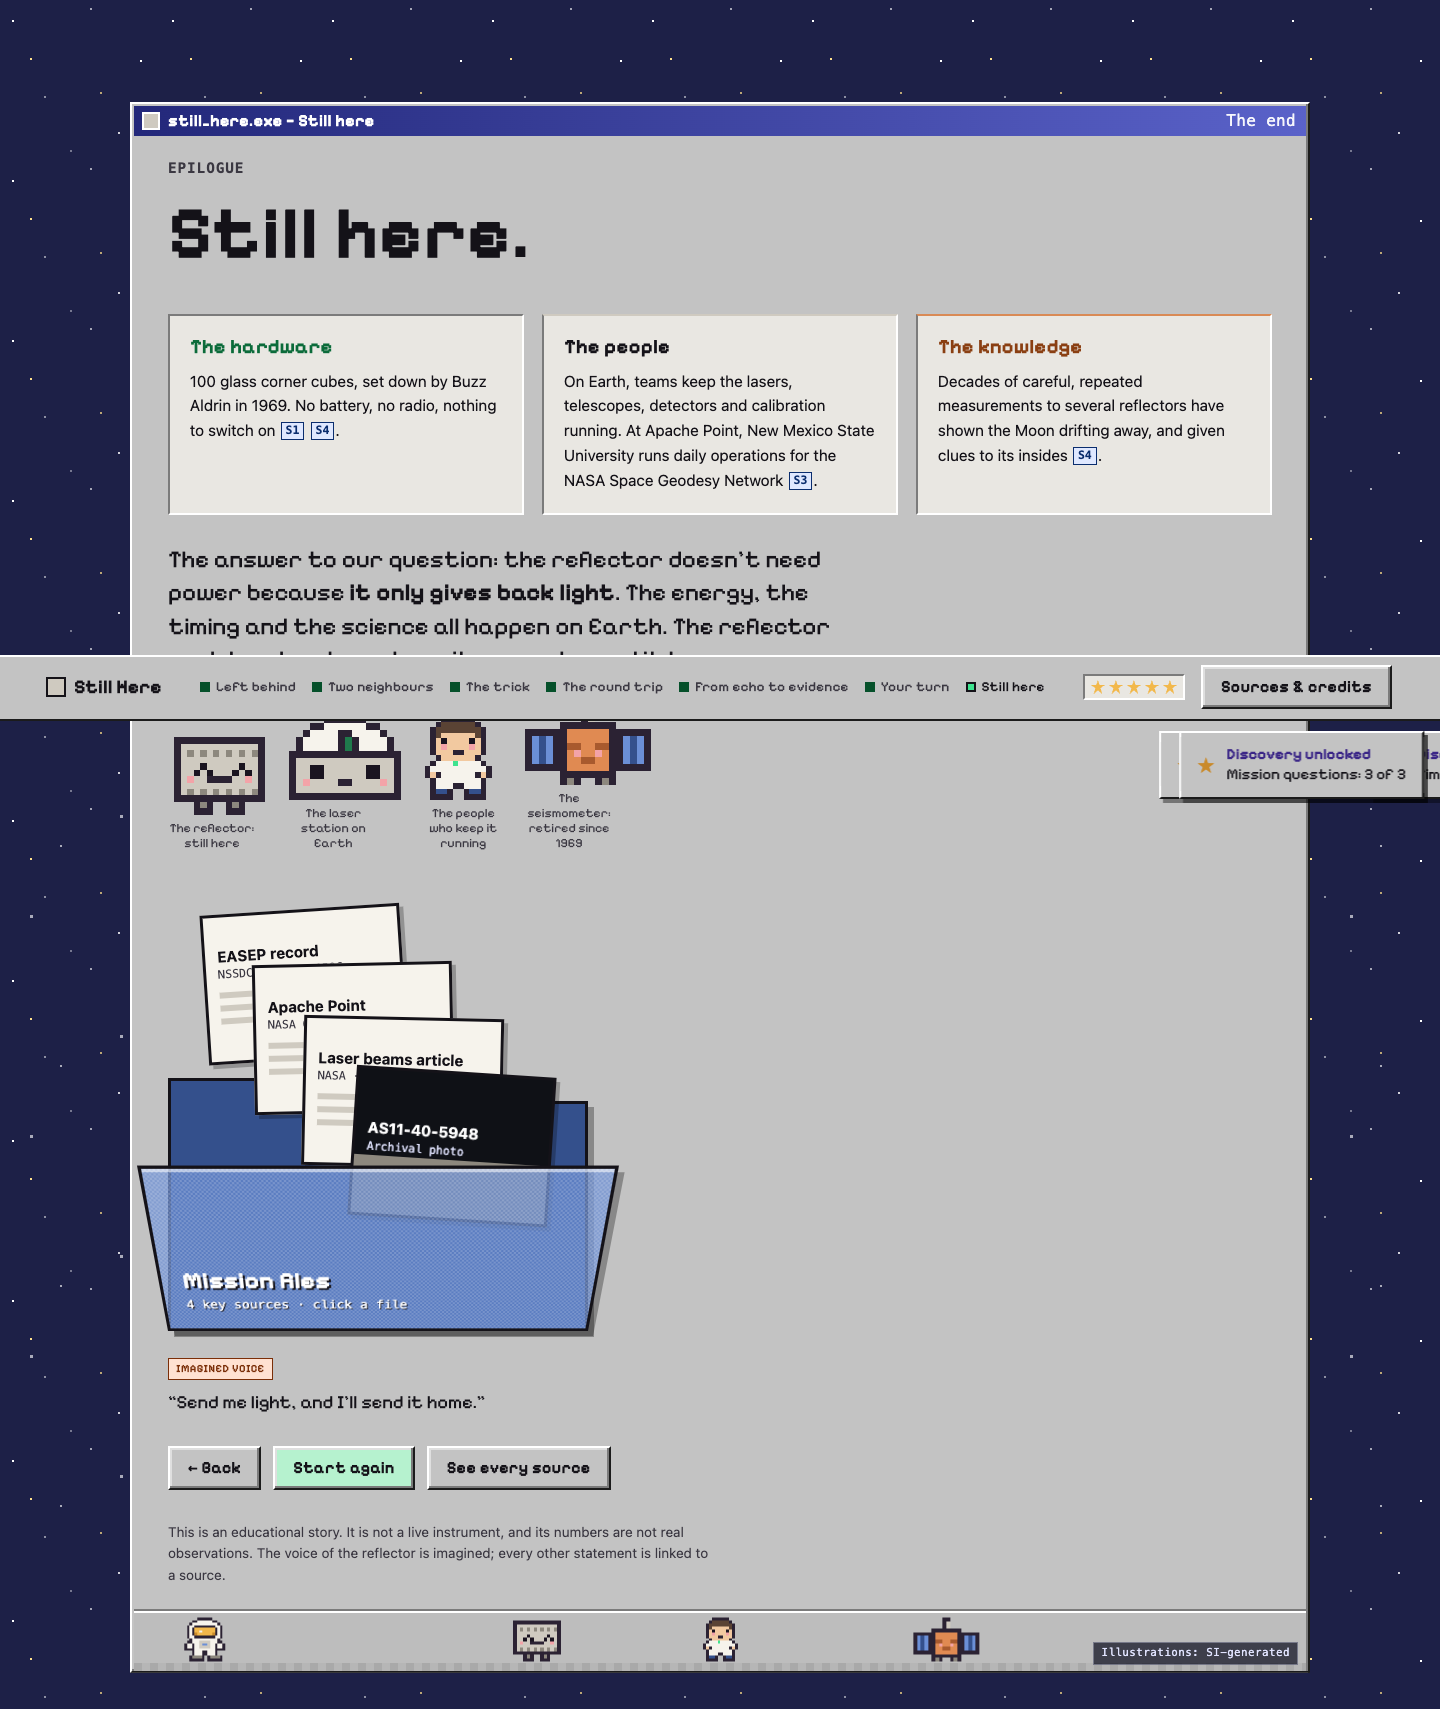 still_here.exe - Still here
The end
EPILOGUE
Still here.
The hardware
100 glass corner cubes, set down by Buzz
Aldrin in 1969. No battery, no radio, nothing
to switch on S1 S4.
The people
On Earth, teams keep the lasers,
telescopes, detectors and calibration
running. At Apache Point, New Mexico State
University runs daily operations for the
NASA Space Geodesy Network S3.
The knowledge
Decades of careful, repeated
measurements to several reflectors have
shown the Moon drifting away, and given
clues to its insides S4.
The answer to our question: the reflector doesn't need
power because it only gives back light. The energy, the
timing and the science all happen on Earth. The reflector
Still Here
Left behind
Two neighbours
The trick
The round trip
From echo to evidence
Your turn
Still here
★★★★★
Sources & credits
★ Discovery unlocked
Mission questions: 3 of 3
The reflector:
still here
The laser
station on
Earth
The people
who keep it
running
The
seismometer:
retired since
1969
EASEP record
NSSDC
Apache Point
NASA
Laser beams article
NASA
AS11-40-5948
Archival photo
Mission files
4 key sources · click a file
IMAGINED VOICE
“Send me light, and I’ll send it home.”
← Back
Start again
See every source
This is an educational story. It is not a live instrument, and its numbers are not real
observations. The voice of the reflector is imagined; every other statement is linked to
a source.
Illustrations: SI-generated